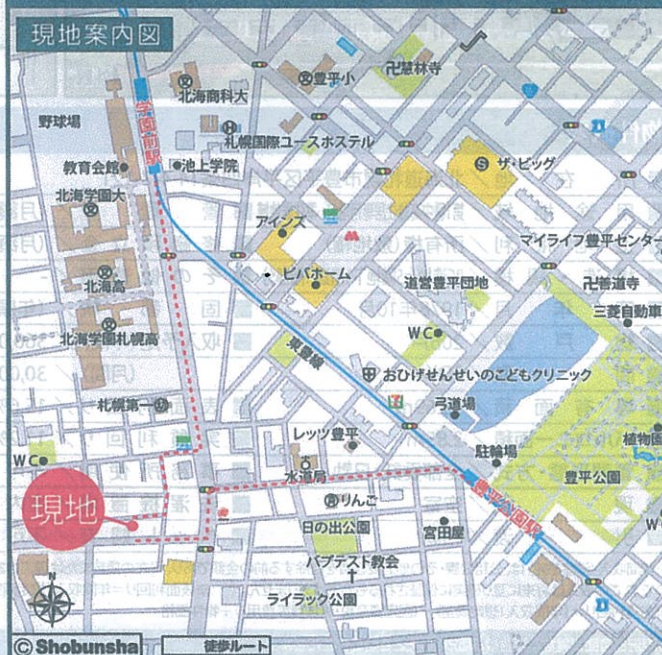 現地案内図
北海商科大
豊平小
慧林寺
野球場
学園前駅
札幌国際ユースホステル
教育会館
池上学院
ザ・ビッグ
北海学園大
アインズ
マイライフ豊平センター
北海高
ビバホーム
道営豊平団地
善道寺
三菱自動車
北海学園札幌高
WC
東豊線
おひげせんせいのこどもクリニック
札幌第一
弓道場
レッツ豊平
駐輪場
植物園
WC
水道局
豊平公園
現地
りんご
豊平公園駅
日の出公園
宮田屋
バプテスト教会
N
ライラック公園
© Shobunsha
徒歩ルート